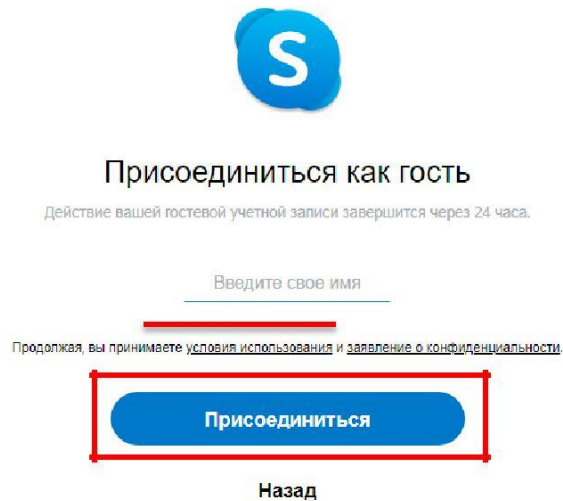 S
Присоединиться как гость
Действие вашей гостевой учетной записи завершится через 24 часа.
Введите свое имя
Продолжая, вы принимаете условия использования и заявление о конфиденциальности.
Присоединиться
Назад